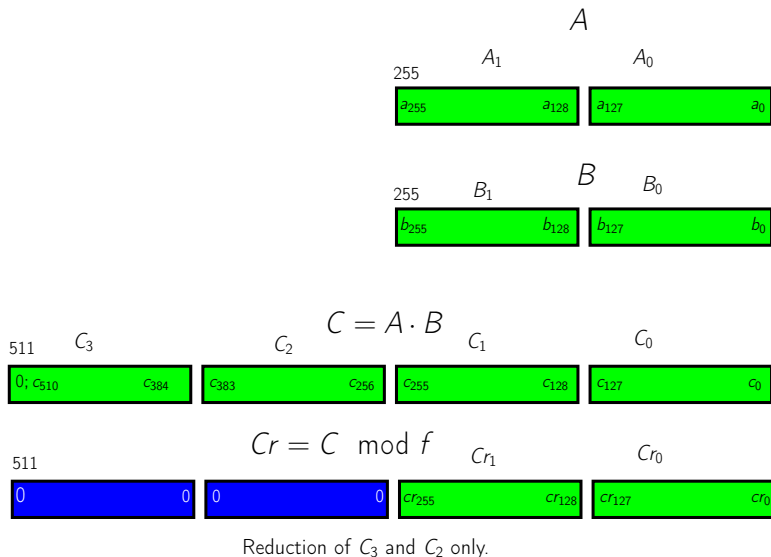 A
A₁ A₀
255
a₂₅₅ a₁₂₈ a₁₂₇ a₀
B
B₁ B₀
255
b₂₅₅ b₁₂₈ b₁₂₇ b₀
C = A · B
C₃ C₂ C₁ C₀
511
0; c₅₁₀ c₃₈₄ c₃₈₃ c₂₅₆ c₂₅₅ c₁₂₈ c₁₂₇ c₀
Cr = C mod f
Cr₁ Cr₀
511
0 0 0 0 cr₂₅₅ cr₁₂₈ cr₁₂₇ cr₀
Reduction of C₃ and C₂ only.